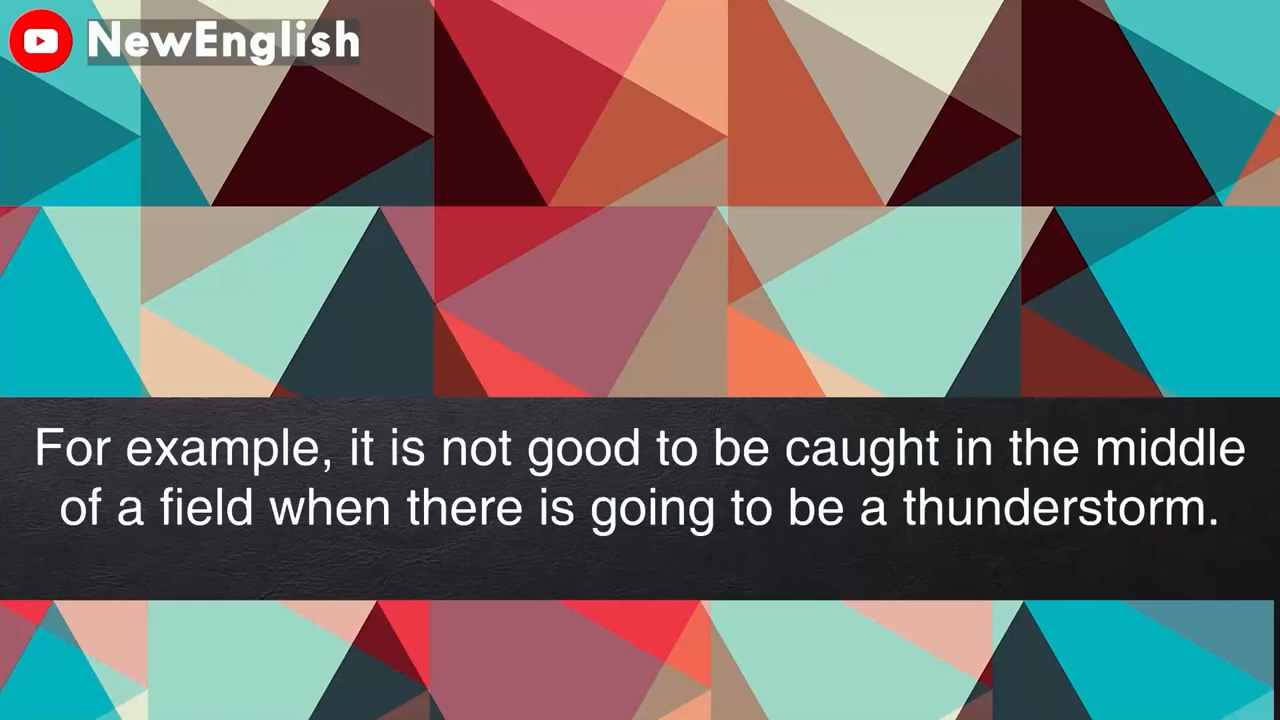 NewEnglish
For example, it is not good to be caught in the middle
of a field when there is going to be a thunderstorm.